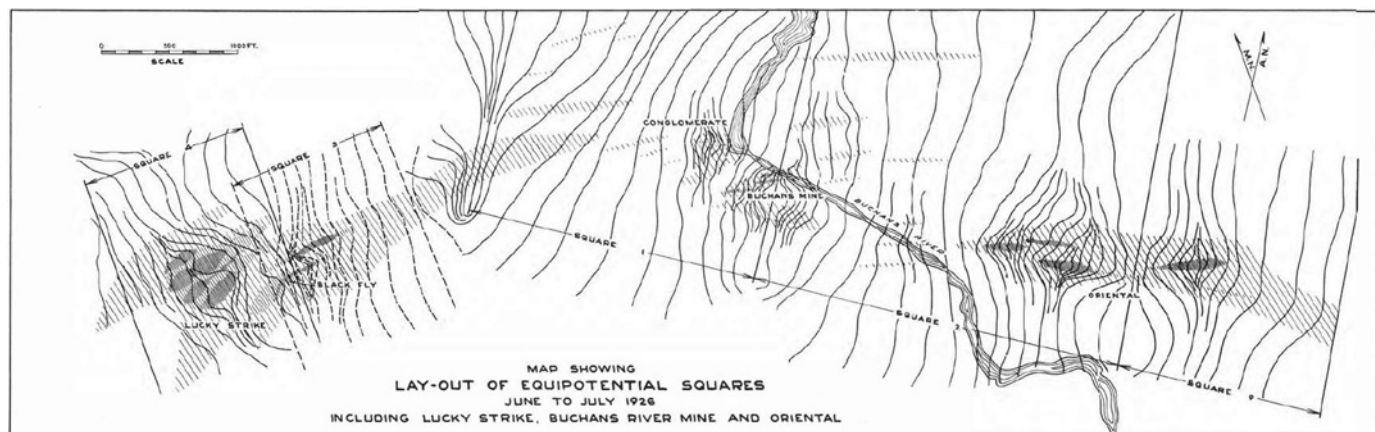 0 500 1000 FT.
SCALE
M.N.
A.N.
CONGLOMERATE
SQUARE 4
SQUARE 3
BUCHANS MINE
BUCHANS RIVER
SQUARE 1
BLACK FLY
ORIENTAL
LUCKY STRIKE
SQUARE 2
SQUARE 9
MAP SHOWING
LAY-OUT OF EQUIPOTENTIAL SQUARES
JUNE TO JULY 1926
INCLUDING LUCKY STRIKE, BUCHANS RIVER MINE AND ORIENTAL